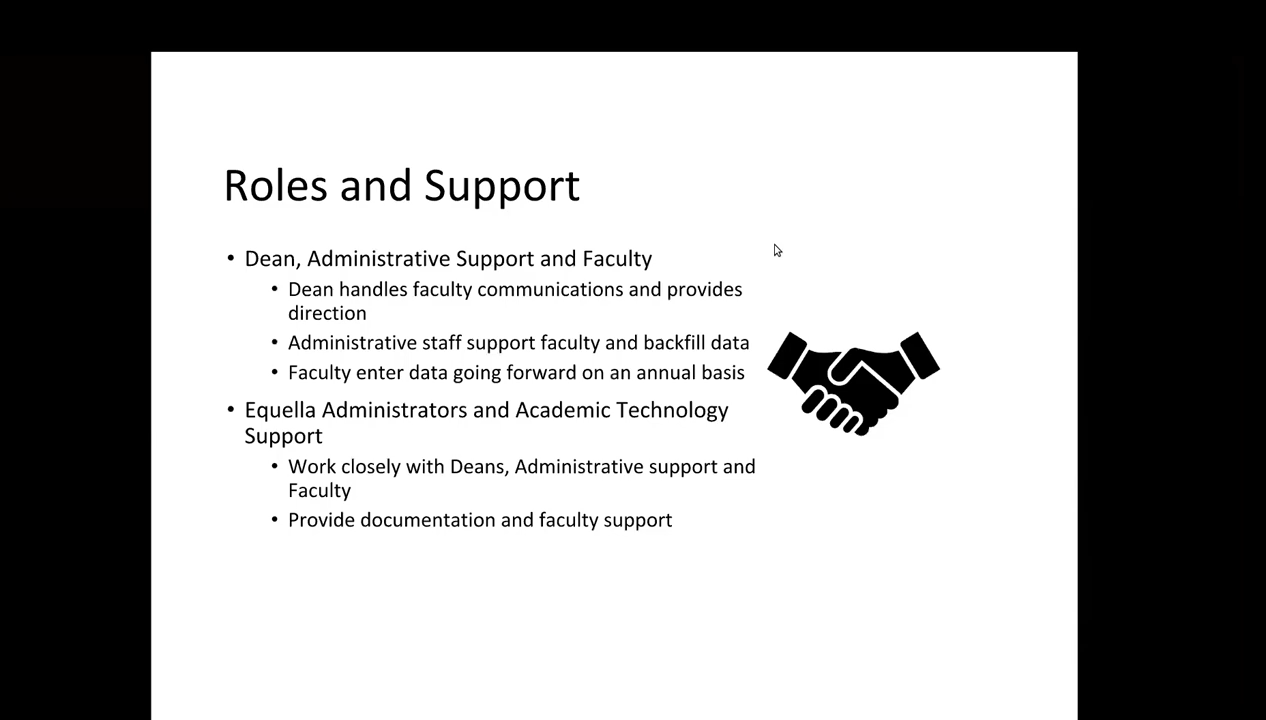 Roles and Support
• Dean, Administrative Support and Faculty
• Dean handles faculty communications and provides
direction
• Administrative staff support faculty and backfill data
• Faculty enter data going forward on an annual basis
• Equella Administrators and Academic Technology
Support
• Work closely with Deans, Administrative support and
Faculty
• Provide documentation and faculty support